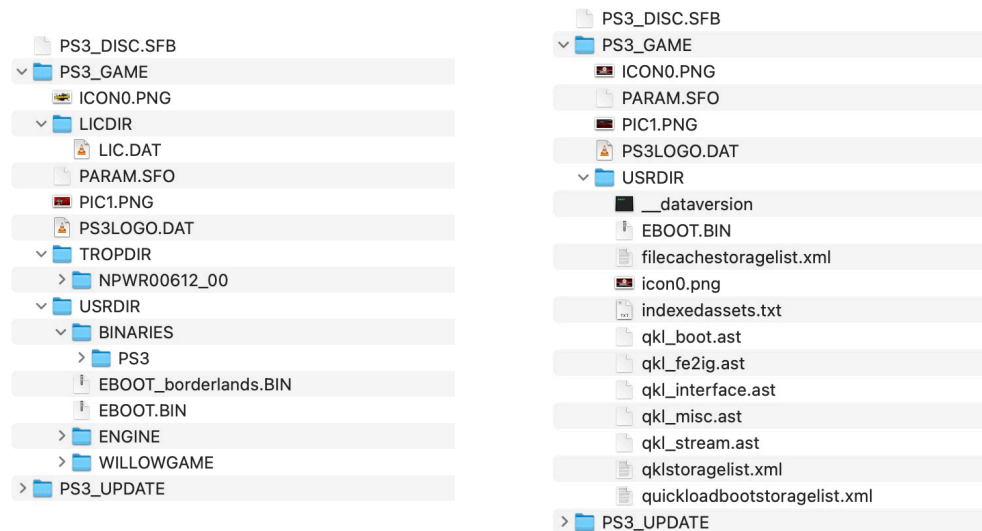 PS3_DISC.SFB
PS3_GAME
ICON0.PNG
LICDIR
LIC.DAT
PARAM.SFO
PIC1.PNG
PS3LOGO.DAT
TROPDIR
NPWR00612_00
USRDIR
BINARIES
PS3
EBOOT_borderlands.BIN
EBOOT.BIN
ENGINE
WILLOWGAME
PS3_UPDATE
PS3_DISC.SFB
PS3_GAME
ICON0.PNG
PARAM.SFO
PIC1.PNG
PS3LOGO.DAT
USRDIR
__dataversion
EBOOT.BIN
filecachestoragelist.xml
icon0.png
indexedassets.txt
qkl_boot.ast
qkl_fe2ig.ast
qkl_interface.ast
qkl_misc.ast
qkl_stream.ast
qklstoragelist.xml
quickloadbootstoragelist.xml
PS3_UPDATE